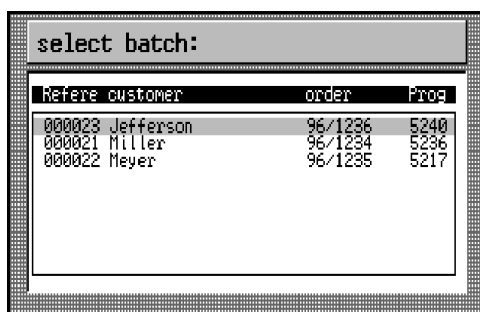 select batch:
Refere customer order Prog
000023 Jefferson 96/1236 5240
000021 Miller 96/1234 5236
000022 Meyer 96/1235 5217